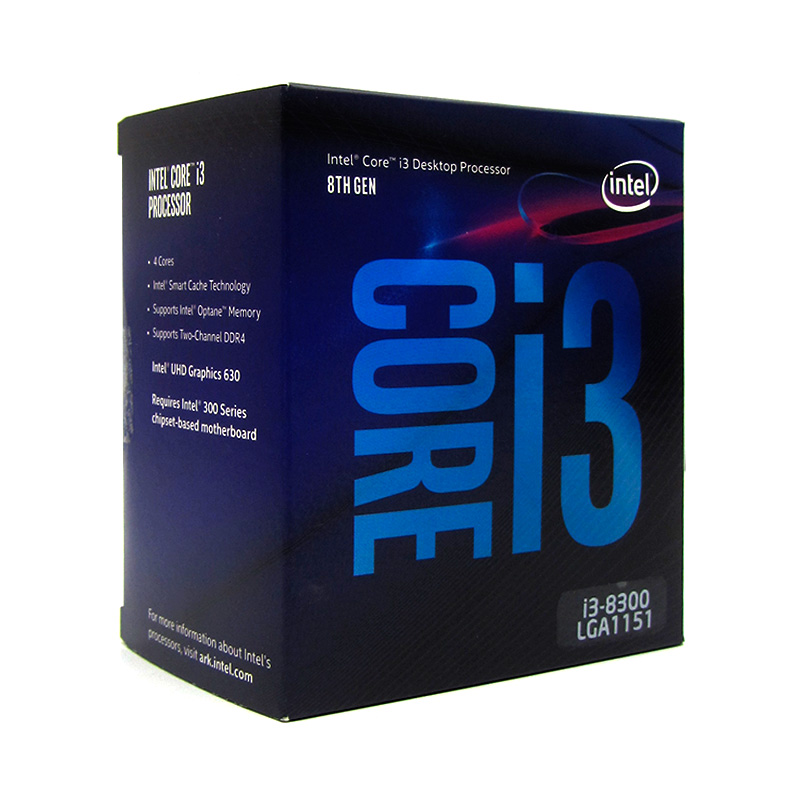 INTEL® CORE™ i3
PROCESSOR
• 4 Cores
• Intel® Smart Cache Technology
• Supports Intel® Optane™ Memory
• Supports Two-Channel DDR4
Intel® UHD Graphics 630
Requires Intel® 300 Series
chipset-based motherboard
For more information about Intel's
processors, visit ark.intel.com
Intel® Core™ i3 Desktop Processor
8TH GEN
intel
CORE
i3
i3-8300
LGA1151